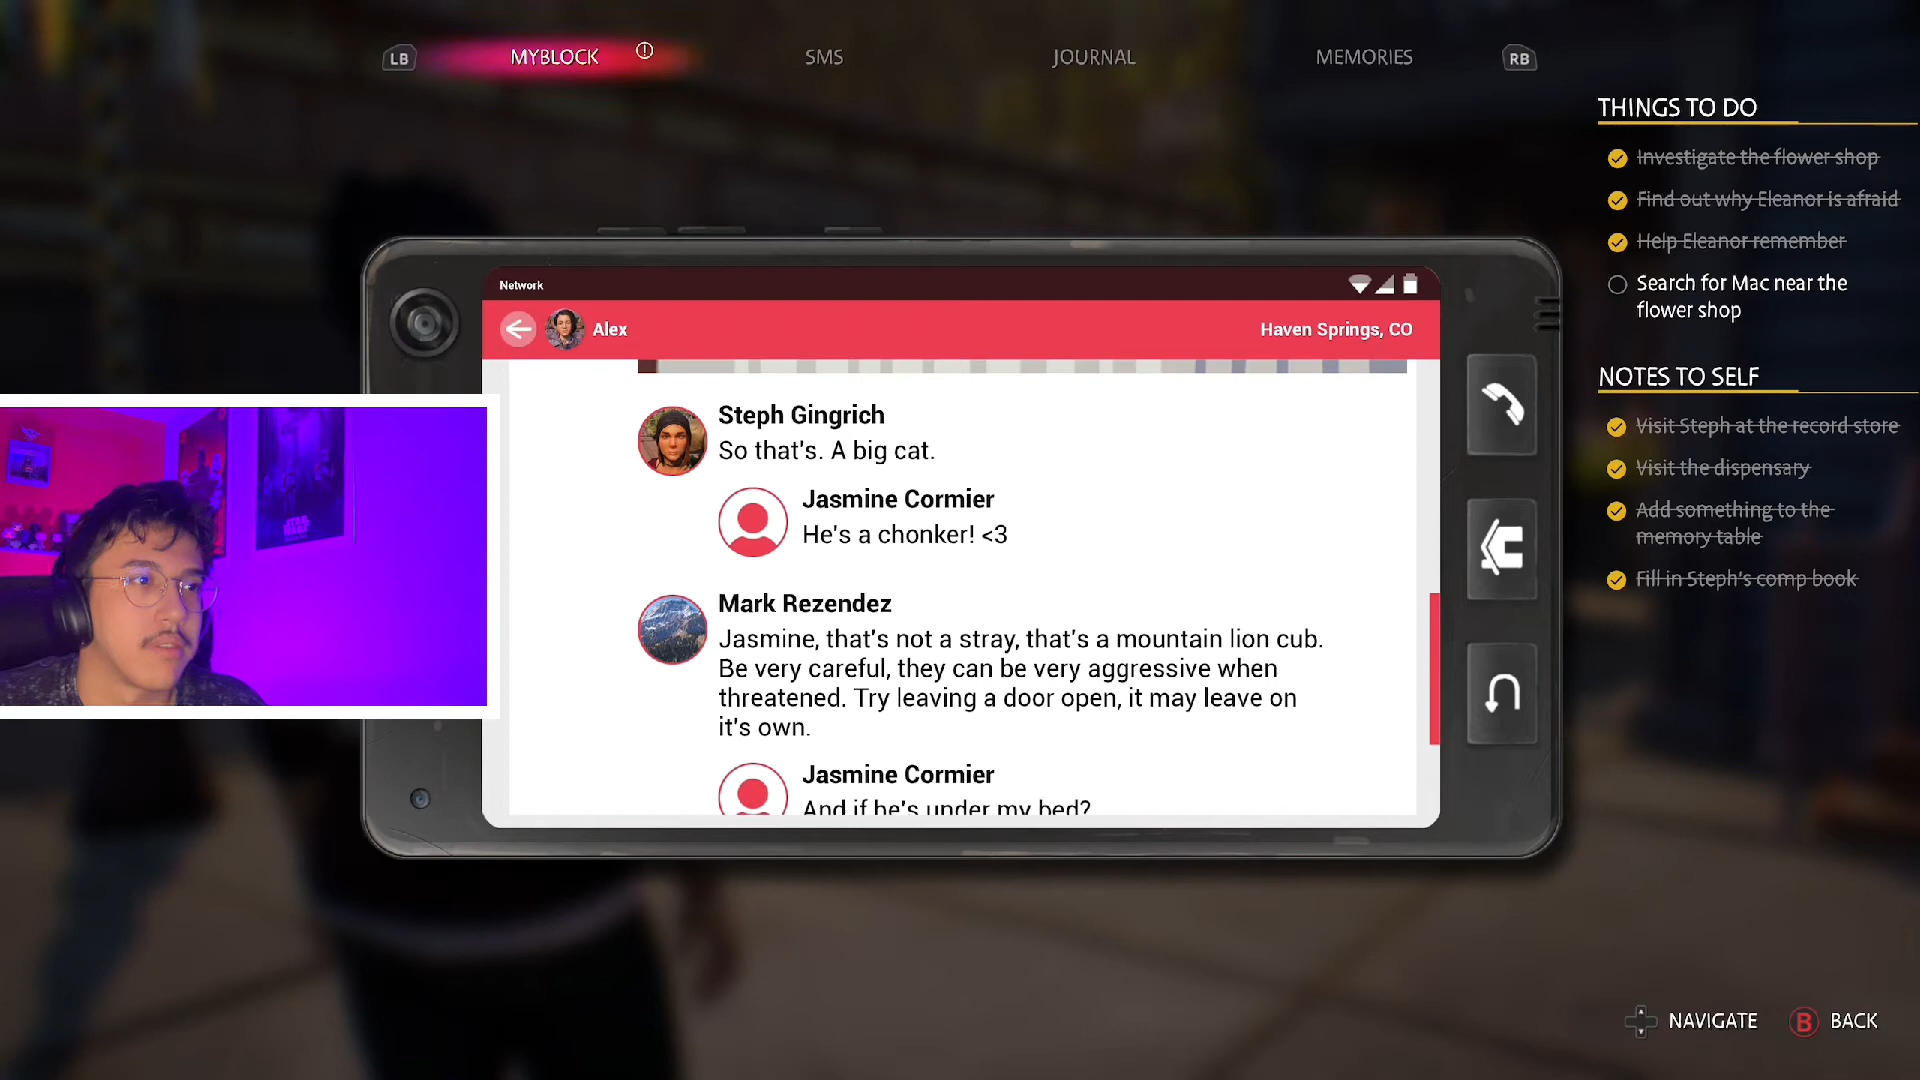 LB
MYBLOCK
SMS
JOURNAL
MEMORIES
RB
THINGS TO DO
Investigate the flower shop
Find out why Eleanor is afraid
Help Eleanor remember
Search for Mac near the
flower shop
NOTES TO SELF
Visit Steph at the record store
Visit the dispensary
Add something to the
memory table
Fill in Steph's comp book
Network
Alex
Haven Springs, CO
Steph Gingrich
So that's. A big cat.
Jasmine Cormier
He's a chonker! <3
Mark Rezendez
Jasmine, that's not a stray, that's a mountain lion cub.
Be very careful, they can be very aggressive when
threatened. Try leaving a door open, it may leave on
it's own.
Jasmine Cormier
And if he's under my bed?
STAR
WARS
NAVIGATE
B BACK